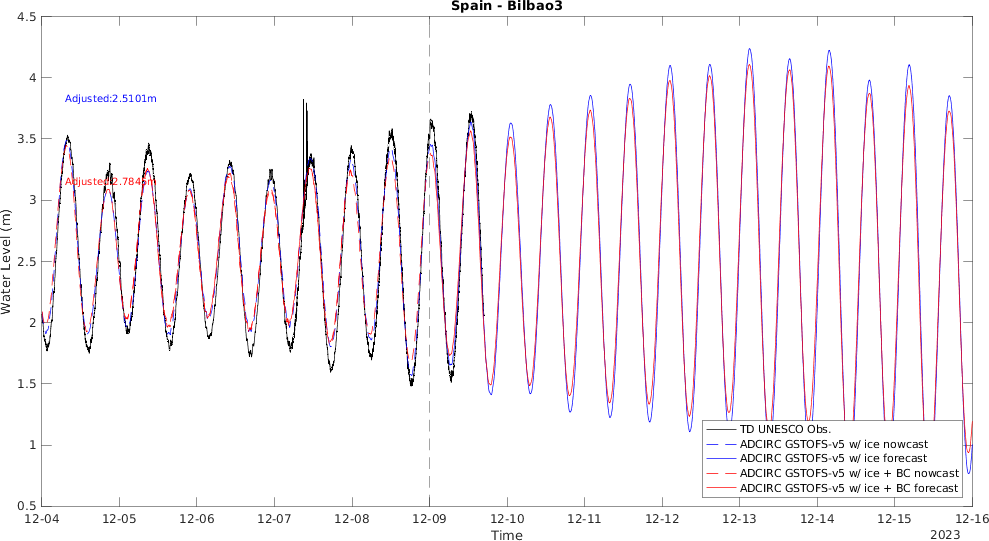 Spain - Bilbao3
4.5
4
3.5
3
2.5
2
1.5
1
0.5
Water Level (m)
Adjusted:2.5101m
Adjusted:2.7845m
TD UNESCO Obs.
ADCIRC GSTOFS-v5 w/ ice nowcast
ADCIRC GSTOFS-v5 w/ ice forecast
ADCIRC GSTOFS-v5 w/ ice + BC nowcast
ADCIRC GSTOFS-v5 w/ ice + BC forecast
12-04 12-05 12-06 12-07 12-08 12-09 12-10 12-11 12-12 12-13 12-14 12-15 12-16
Time
2023